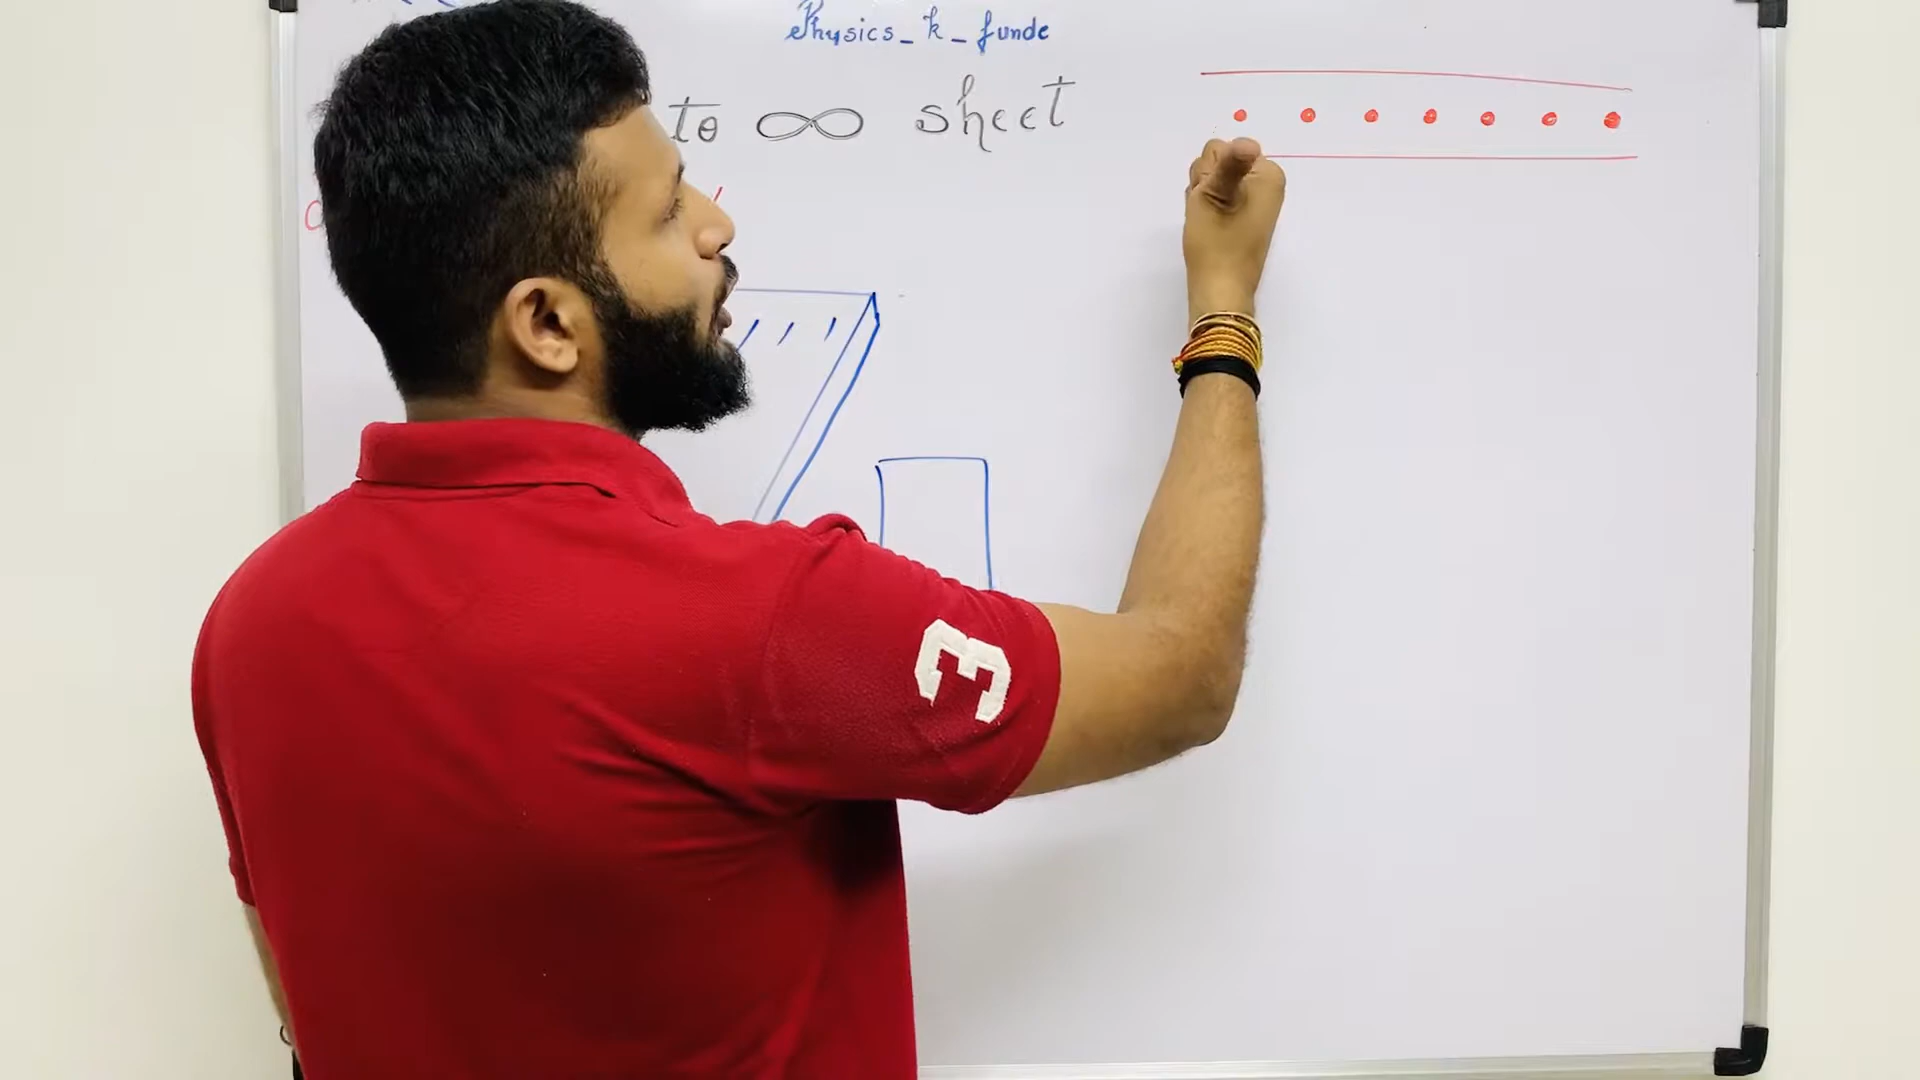 Physics_k_funde
to ∞ sheet
3